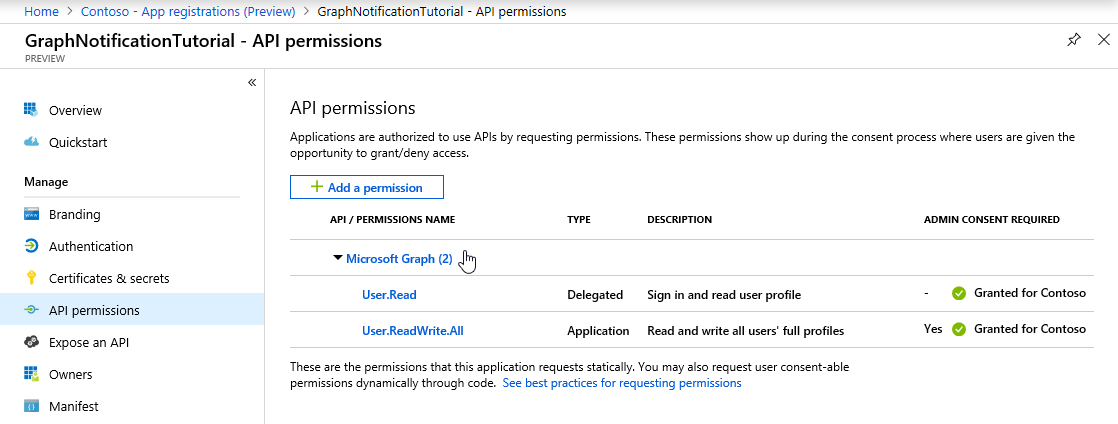 Home > Contoso - App registrations (Preview) > GraphNotificationTutorial - API permissions
GraphNotificationTutorial - API permissions
PREVIEW
«
Overview
Quickstart
Manage
Branding
Authentication
Certificates & secrets
API permissions
Expose an API
Owners
Manifest
API permissions
Applications are authorized to use APIs by requesting permissions. These permissions show up during the consent process where users are given the
opportunity to grant/deny access.
+ Add a permission
API / PERMISSIONS NAME TYPE DESCRIPTION ADMIN CONSENT REQUIRED
Microsoft Graph (2)
User.Read Delegated Sign in and read user profile - Granted for Contoso
User.ReadWrite.All Application Read and write all users' full profiles Yes Granted for Contoso
These are the permissions that this application requests statically. You may also request user consent-able
permissions dynamically through code. See best practices for requesting permissions